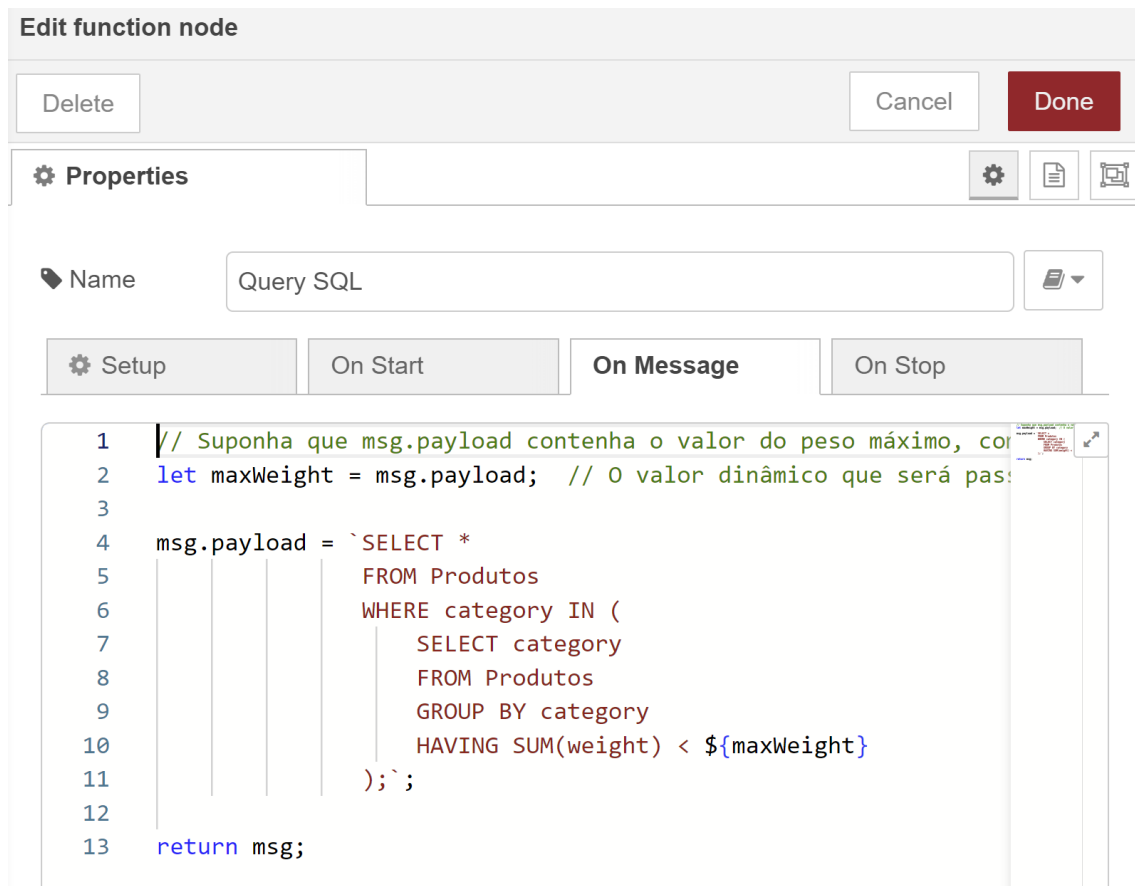 Edit function node
Delete
Cancel
Done
Properties
Name
Query SQL
Setup
On Start
On Message
On Stop
1 // Suponha que msg.payload contenha o valor do peso máximo,
2 let maxWeight = msg.payload;  // O valor dinâmico que será
3
4 msg.payload = `SELECT *
5 FROM Produtos
6 WHERE category IN (
7 SELECT category
8 FROM Produtos
9 GROUP BY category
10 HAVING SUM(weight) < ${maxWeight}
11 );`;
12
13 return msg;